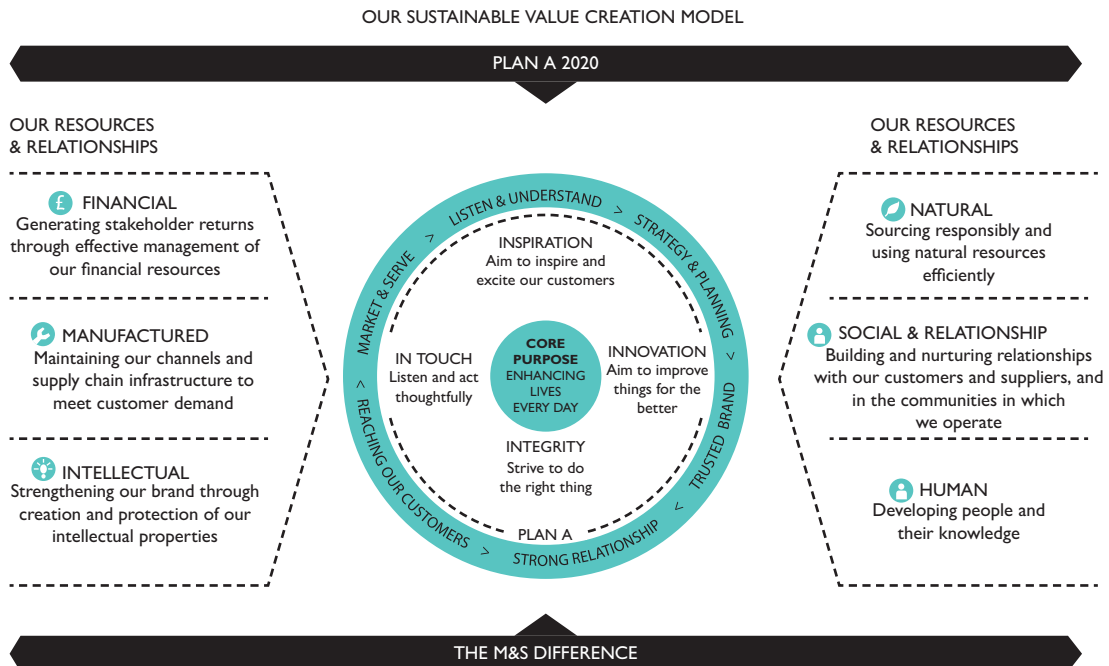 OUR SUSTAINABLE VALUE CREATION MODEL
PLAN A 2020
OUR RESOURCES
& RELATIONSHIPS
£ FINANCIAL
Generating stakeholder returns
through effective management of
our financial resources
MANUFACTURED
Maintaining our channels and
supply chain infrastructure to
meet customer demand
INTELLECTUAL
Strengthening our brand through
creation and protection of our
intellectual properties
LISTEN & UNDERSTAND >
STRATEGY & PLANNING >
TRUSTED BRAND >
STRONG RELATIONSHIP >
REACHING OUR CUSTOMERS >
MARKET & SERVE >
INSPIRATION
Aim to inspire and
excite our customers
IN TOUCH
Listen and act
thoughtfully
CORE
PURPOSE
ENHANCING
LIVES
EVERY DAY
INNOVATION
Aim to improve
things for the
better
INTEGRITY
Strive to do
the right thing
PLAN A
OUR RESOURCES
& RELATIONSHIPS
NATURAL
Sourcing responsibly and
using natural resources
efficiently
SOCIAL & RELATIONSHIP
Building and nurturing relationships
with our customers and suppliers, and
in the communities in which
we operate
HUMAN
Developing people and
their knowledge
THE M&S DIFFERENCE